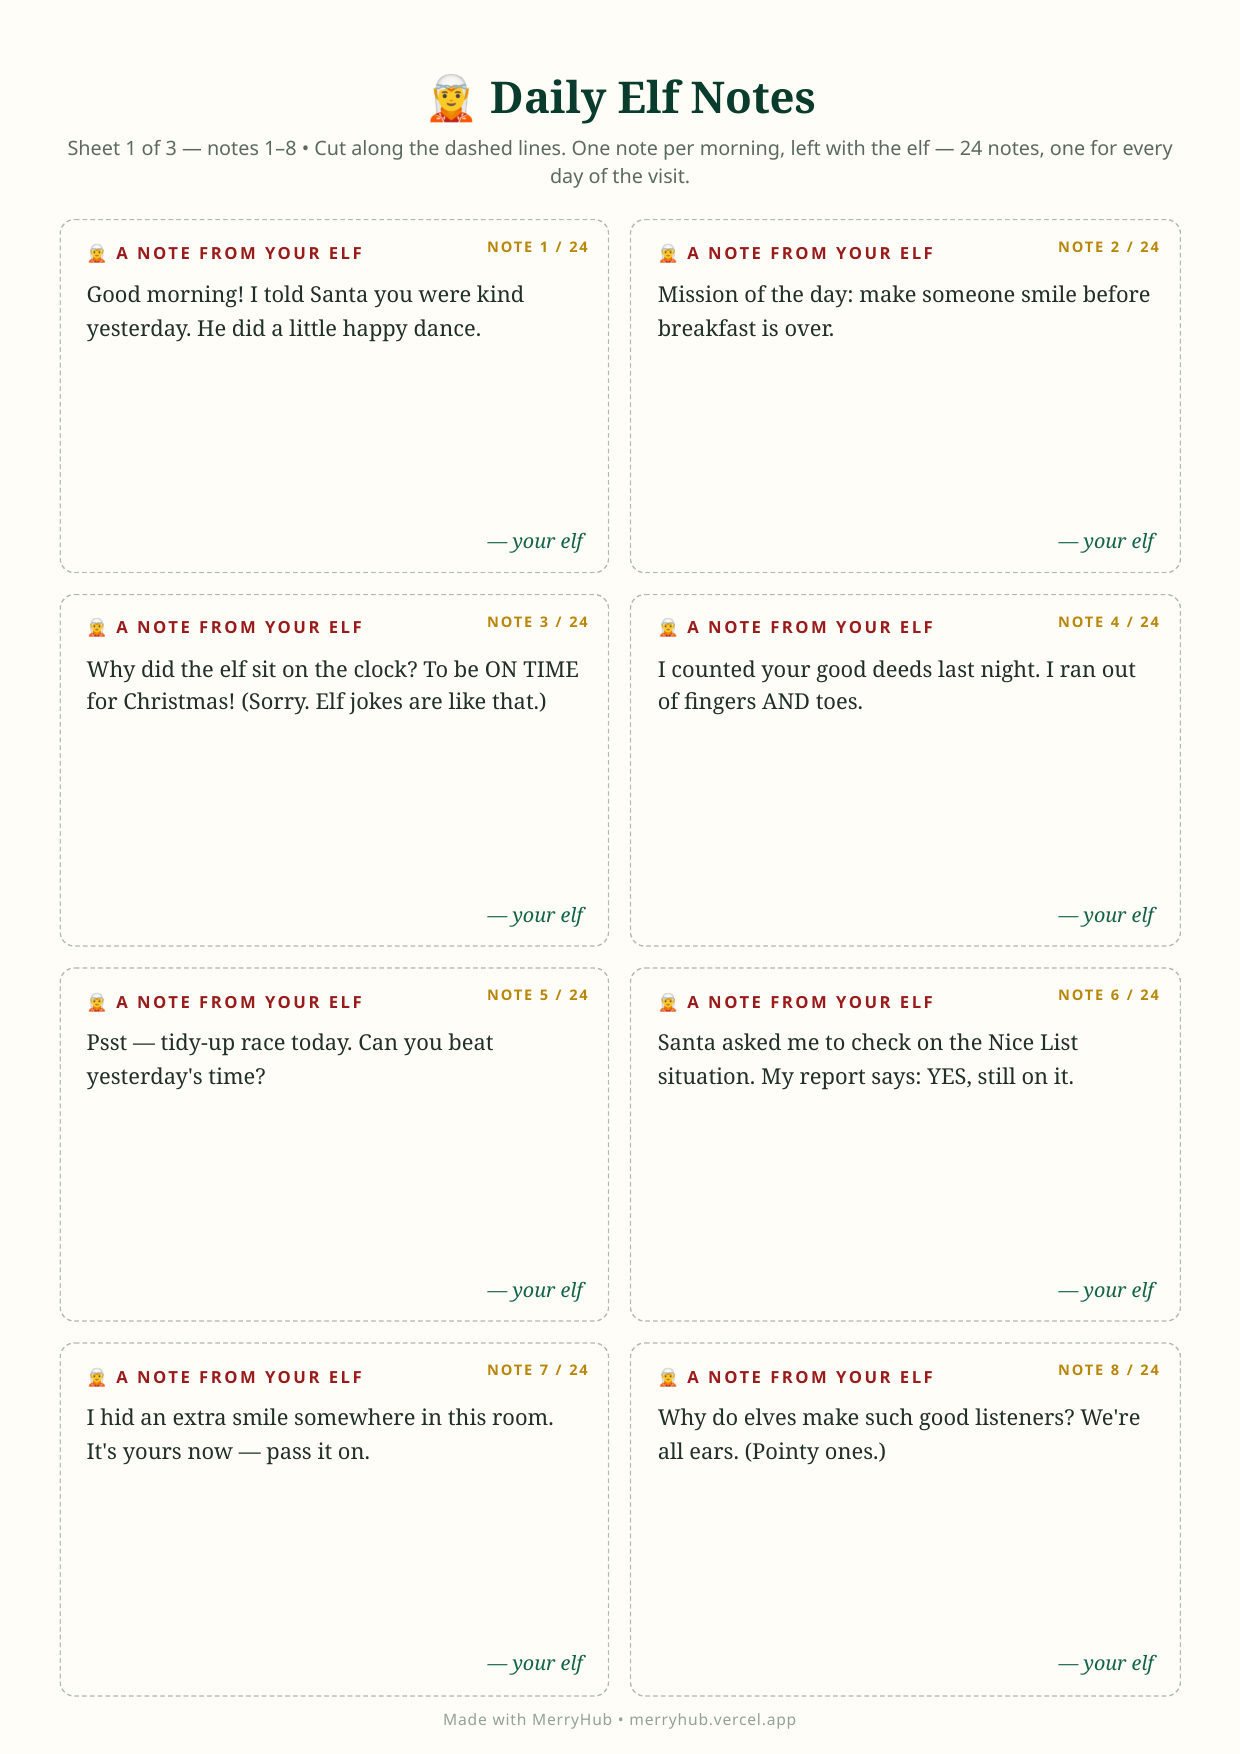 🧝 Daily Elf Notes
Sheet 1 of 3 — notes 1–8 • Cut along the dashed lines. One note per morning, left with the elf — 24 notes, one for every
day of the visit.
🧝 A NOTE FROM YOUR ELF
NOTE 1 / 24
Good morning! I told Santa you were kind
yesterday. He did a little happy dance.
— your elf
🧝 A NOTE FROM YOUR ELF
NOTE 2 / 24
Mission of the day: make someone smile before
breakfast is over.
— your elf
🧝 A NOTE FROM YOUR ELF
NOTE 3 / 24
Why did the elf sit on the clock? To be ON TIME
for Christmas! (Sorry. Elf jokes are like that.)
— your elf
🧝 A NOTE FROM YOUR ELF
NOTE 4 / 24
I counted your good deeds last night. I ran out
of fingers AND toes.
— your elf
🧝 A NOTE FROM YOUR ELF
NOTE 5 / 24
Psst — tidy-up race today. Can you beat
yesterday's time?
— your elf
🧝 A NOTE FROM YOUR ELF
NOTE 6 / 24
Santa asked me to check on the Nice List
situation. My report says: YES, still on it.
— your elf
🧝 A NOTE FROM YOUR ELF
NOTE 7 / 24
I hid an extra smile somewhere in this room.
It's yours now — pass it on.
— your elf
🧝 A NOTE FROM YOUR ELF
NOTE 8 / 24
Why do elves make such good listeners? We're
all ears. (Pointy ones.)
— your elf
Made with MerryHub • merryhub.vercel.app